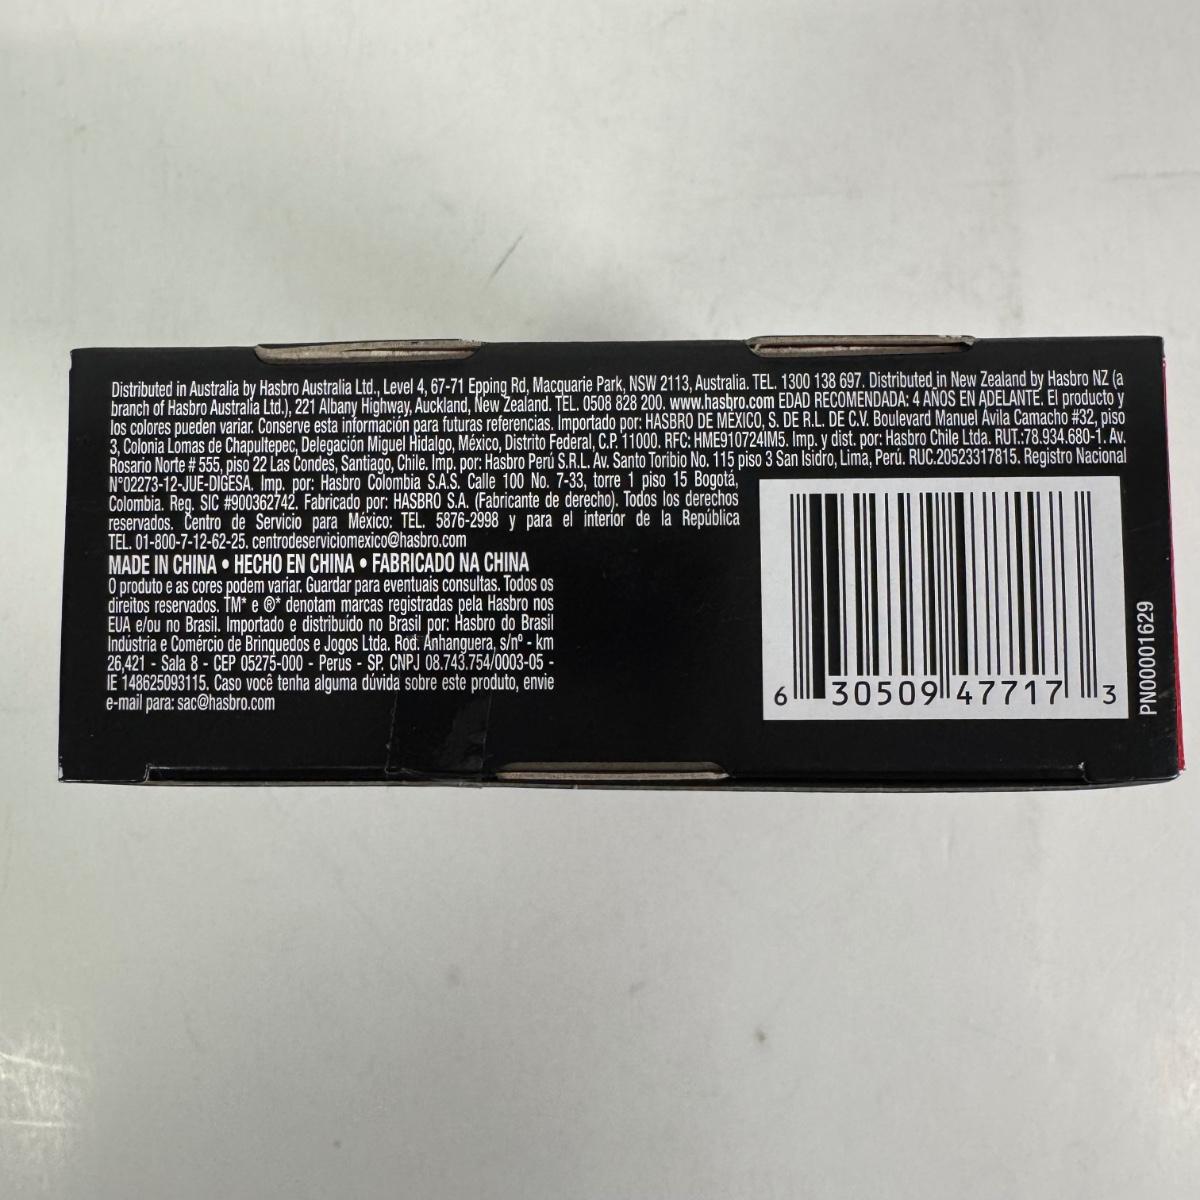 Distributed in Australia by Hasbro Australia Ltd., Level 4, 67-71 Epping Rd, Macquarie Park, NSW 2113, Australia. TEL. 1300 138 697. Distributed in New Zealand by Hasbro NZ (a
branch of Hasbro Australia Ltd.), 221 Albany Highway, Auckland, New Zealand. TEL. 0508 828 200. www.hasbro.com EDAD RECOMENDADA: 4 AÑOS EN ADELANTE. El producto y
los colores pueden variar. Conserve esta información para futuras referencias. Importado por: HASBRO DE MÉXICO, S. DE R.L. DE C.V. Boulevard Manuel Ávila Camacho #32, piso
3, Colonia Lomas de Chapultepec, Delegación Miguel Hidalgo, México, Distrito Federal, C.P. 11000. RFC: HME910724IM5. Imp. y dist. por: Hasbro Chile Ltda. RUT.:78.934.680-1. Av.
Rosario Norte # 555, piso 22 Las Condes, Santiago, Chile. Imp. por: Hasbro Perú S.R.L. Av. Santo Toribio No. 115 piso 3 San Isidro, Lima, Perú. RUC.20523317815. Registro Nacional
N°02273-12-JUE-DIGESA. Imp. por: Hasbro Colombia S.A.S. Calle 100 No. 7-33, torre 1 piso 15 Bogotá,
Colombia. Reg. SIC #900362742. Fabricado por: HASBRO S.A. (Fabricante de derecho). Todos los derechos
reservados. Centro de Servicio para México: TEL. 5876-2998 y para el interior de la República
TEL. 01-800-7-12-62-25. centrodeserviciomexico@hasbro.com
MADE IN CHINA • HECHO EN CHINA • FABRICADO NA CHINA
O produto e as cores podem variar. Guardar para eventuais consultas. Todos os
direitos reservados. TM* e ®* denotam marcas registradas pela Hasbro nos
EUA e/ou no Brasil. Importado e distribuído no Brasil por: Hasbro do Brasil
Indústria e Comércio de Brinquedos e Jogos Ltda. Rod. Anhanguera, s/nº - km
26,421 - Sala 8 - CEP 05275-000 - Perus - SP. CNPJ 08.743.754/0003-05 -
IE 148625093115. Caso você tenha alguma dúvida sobre este produto, envie
e-mail para: sac@hasbro.com
6 30509 47717 3
PN00001629